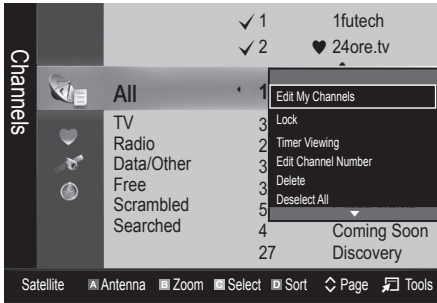 Channels
✓ 1 1futech
✓ 2 ♥ 24ore.tv
All 1
TV 3
Radio 2
Data/Other 3
Free 3
Scrambled 5
Searched 4 Coming Soon
27 Discovery
Edit My Channels
Lock
Timer Viewing
Edit Channel Number
Delete
Deselect All
Satellite A Antenna B Zoom C Select D Sort Page Tools